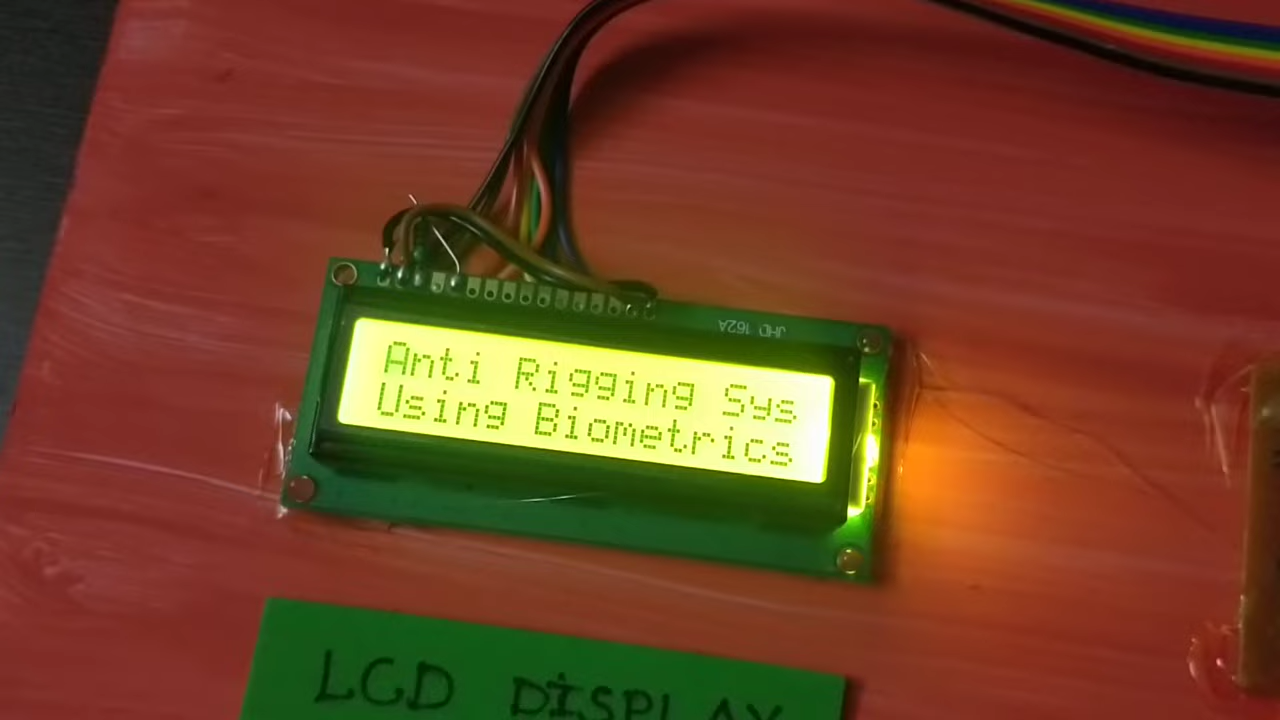 JHD 162A
Anti Rigging Sys
Using Biometrics
LCD DISPLAY